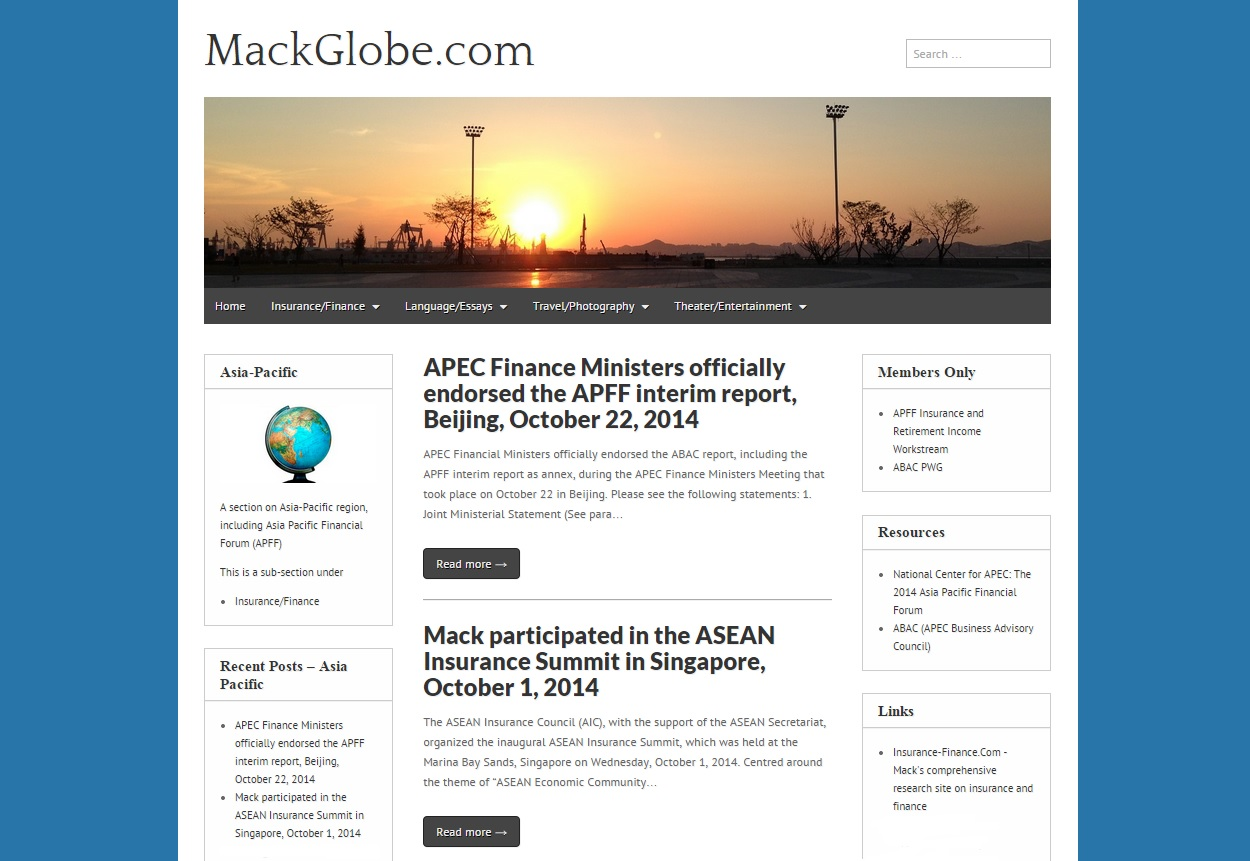 MackGlobe.com
Search ...
Home Insurance/Finance Language/Essays Travel/Photography Theater/Entertainment
Asia-Pacific
A section on Asia-Pacific region,
including Asia Pacific Financial
Forum (APFF)
This is a sub-section under
Insurance/Finance
Recent Posts – Asia
Pacific
APEC Finance Ministers
officially endorsed the APFF
interim report, Beijing,
October 22, 2014
Mack participated in the
ASEAN Insurance Summit in
Singapore, October 1, 2014
APEC Finance Ministers officially
endorsed the APFF interim report,
Beijing, October 22, 2014
APEC Financial Ministers officially endorsed the ABAC report, including the
APFF interim report as annex, during the APEC Finance Ministers Meeting that
took place on October 22 in Beijing. Please see the following statements: 1.
Joint Ministerial Statement (See para…
Read more →
Mack participated in the ASEAN
Insurance Summit in Singapore,
October 1, 2014
The ASEAN Insurance Council (AIC), with the support of the ASEAN Secretariat,
organized the inaugural ASEAN Insurance Summit, which was held at the
Marina Bay Sands, Singapore on Wednesday, October 1, 2014. Centred around
the theme of “ASEAN Economic Community…
Read more →
Members Only
APFF Insurance and
Retirement Income
Workstream
ABAC PWG
Resources
National Center for APEC: The
2014 Asia Pacific Financial
Forum
ABAC (APEC Business Advisory
Council)
Links
Insurance-Finance.Com -
Mack's comprehensive
research site on insurance and
finance